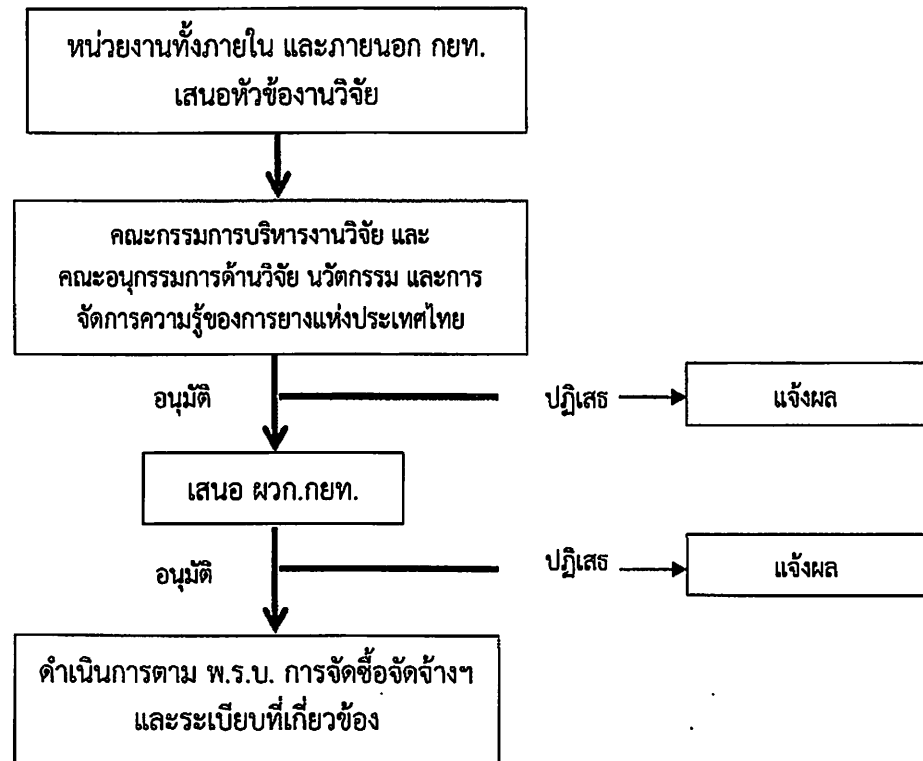 หน่วยงานทั้งภายใน และภายนอก กยท.
เสนอหัวข้องานวิจัย
คณะกรรมการบริหารงานวิจัย และ
คณะอนุกรรมการด้านวิจัย นวัตกรรม และการ
จัดการความรู้ของการยางแห่งประเทศไทย
อนุมัติ
ปฏิเสธ
แจ้งผล
เสนอ ผวก.กยท.
อนุมัติ
ปฏิเสธ
แจ้งผล
ดำเนินการตาม พ.ร.บ. การจัดซื้อจัดจ้างฯ
และระเบียบที่เกี่ยวข้อง